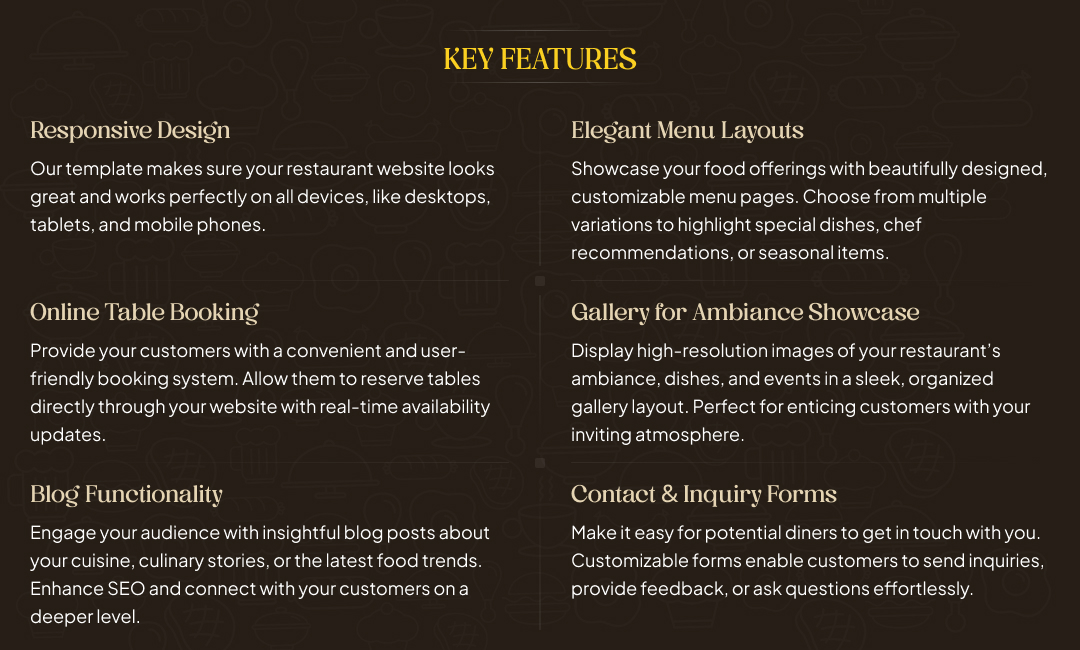 KEY FEATURES
Responsive Design
Our template makes sure your restaurant website looks
great and works perfectly on all devices, like desktops,
tablets, and mobile phones.
Elegant Menu Layouts
Showcase your food offerings with beautifully designed,
customizable menu pages. Choose from multiple
variations to highlight special dishes, chef
recommendations, or seasonal items.
Online Table Booking
Provide your customers with a convenient and user-
friendly booking system. Allow them to reserve tables
directly through your website with real-time availability
updates.
Gallery for Ambiance Showcase
Display high-resolution images of your restaurant's
ambiance, dishes, and events in a sleek, organized
gallery layout. Perfect for enticing customers with your
inviting atmosphere.
Blog Functionality
Engage your audience with insightful blog posts about
your cuisine, culinary stories, or the latest food trends.
Enhance SEO and connect with your customers on a
deeper level.
Contact & Inquiry Forms
Make it easy for potential diners to get in touch with you.
Customizable forms enable customers to send inquiries,
provide feedback, or ask questions effortlessly.